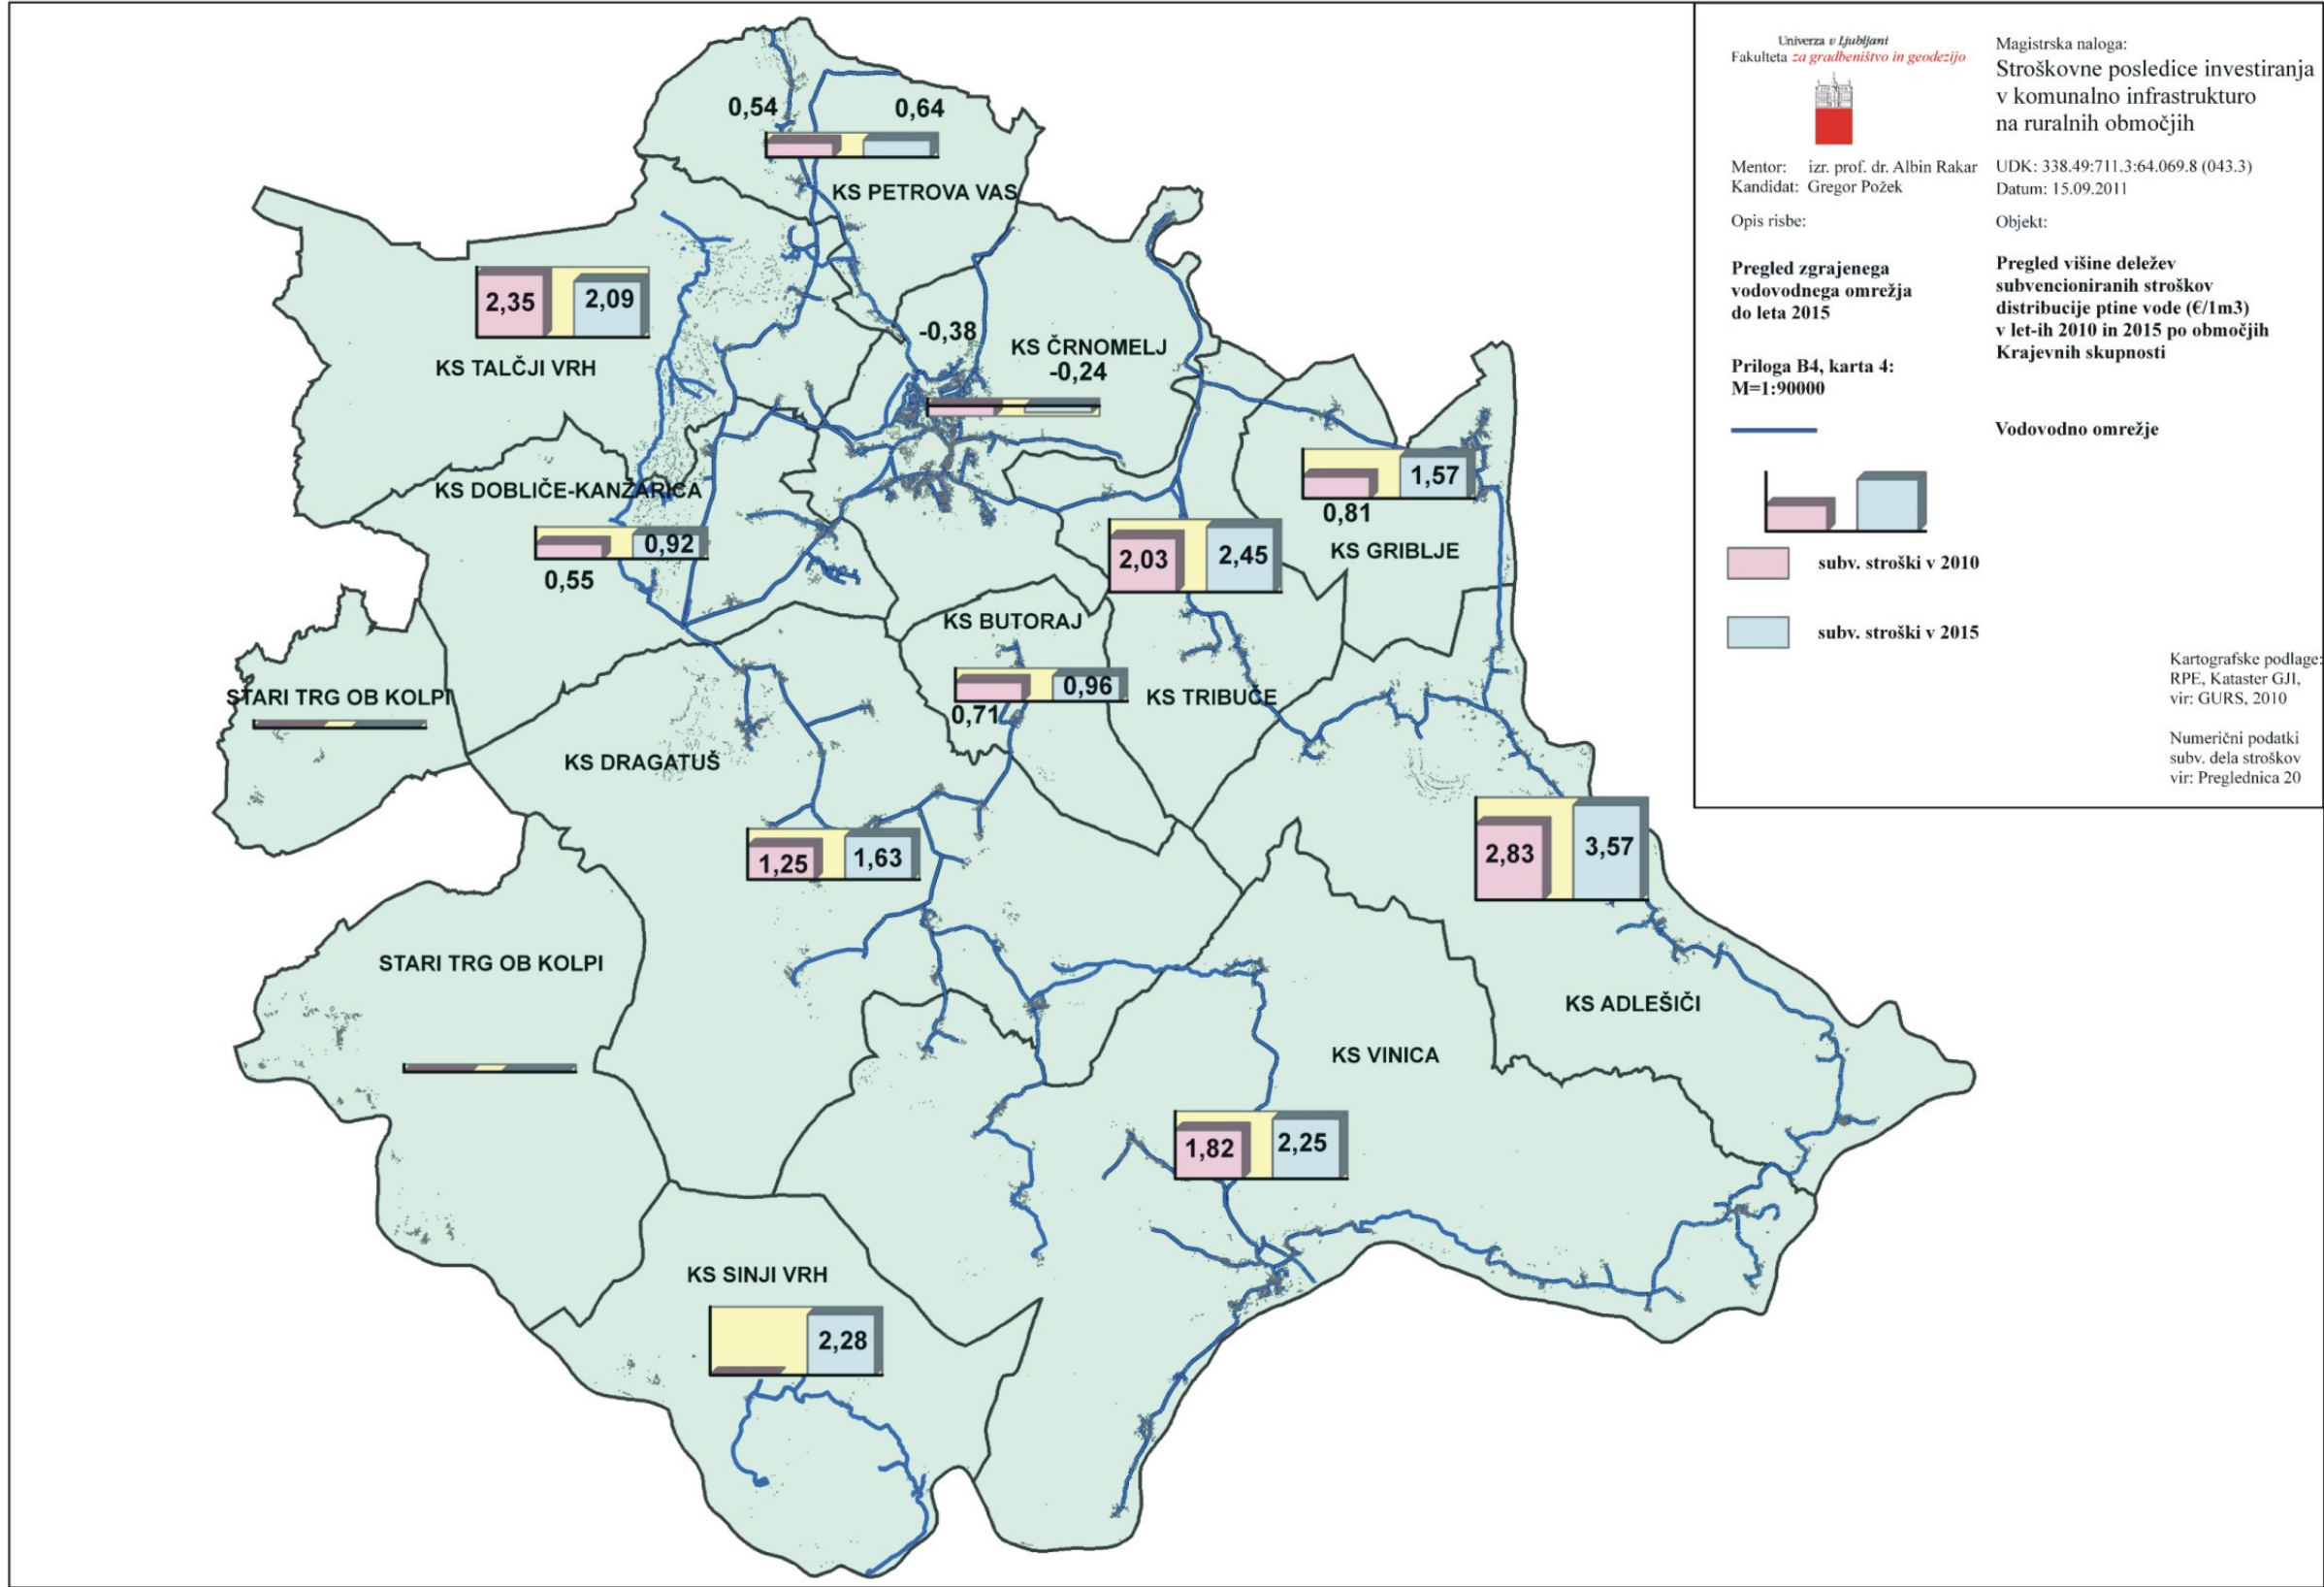 0,54
0,64
KS PETROVA VAS
2,35
2,09
KS TALČJI VRH
-0,38
KS ČRNOMELJ
-0,24
KS DOBLIČE-KANŽARICA
0,92
0,55
1,57
0,81
KS GRIBLJE
2,03
2,45
KS BUTORAJ
0,96
0,71
KS TRIBUČE
STARI TRG OB KOLPI
KS DRAGATUŠ
1,25
1,63
2,83
3,57
STARI TRG OB KOLPI
KS ADLEŠIČI
KS VINICA
1,82
2,25
KS SINJI VRH
2,28
Univerza v Ljubljani
Fakulteta za gradbeništvo in geodezijo
Magistrska naloga:
Stroškovne posledice investiranja
v komunalno infrastrukturo
na ruralnih območjih
Mentor: izr. prof. dr. Albin Rakar
Kandidat: Gregor Požek
UDK: 338.49:711.3:64.069.8 (043.3)
Datum: 15.09.2011
Opis risbe:
Pregled zgrajenega
vodovodnega omrežja
do leta 2015
Priloga B4, karta 4:
M=1:90000
Objekt:
Pregled višine deležev
subvencioniranih stroškov
distribucije ptine vode (€/1m3)
v let-ih 2010 in 2015 po območjih
Krajevnih skupnosti
Vodovodno omrežje
subv. stroški v 2010
subv. stroški v 2015
Kartografske podlage:
RPE, Kataster GJI,
vir: GURS, 2010
Numerični podatki
subv. dela stroškov
vir: Preglednica 20